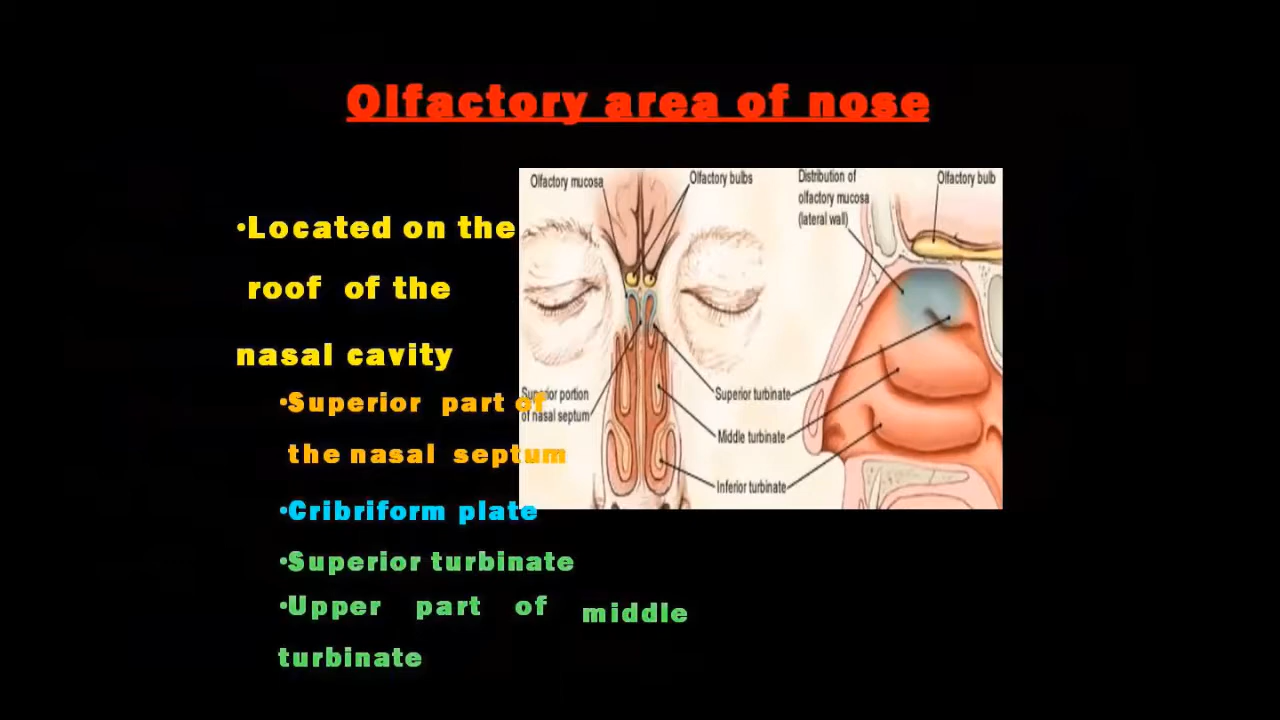 Olfactory area of nose
•Located on the
roof of the
nasal cavity
•Superior part of
the nasal septum
•Cribriform plate
•Superior turbinate
•Upper part of middle
turbinate
Olfactory mucosa
Olfactory bulbs
Distribution of
olfactory mucosa
(lateral wall)
Olfactory bulb
Superior portion
of nasal septum
Superior turbinate
Middle turbinate
Inferior turbinate